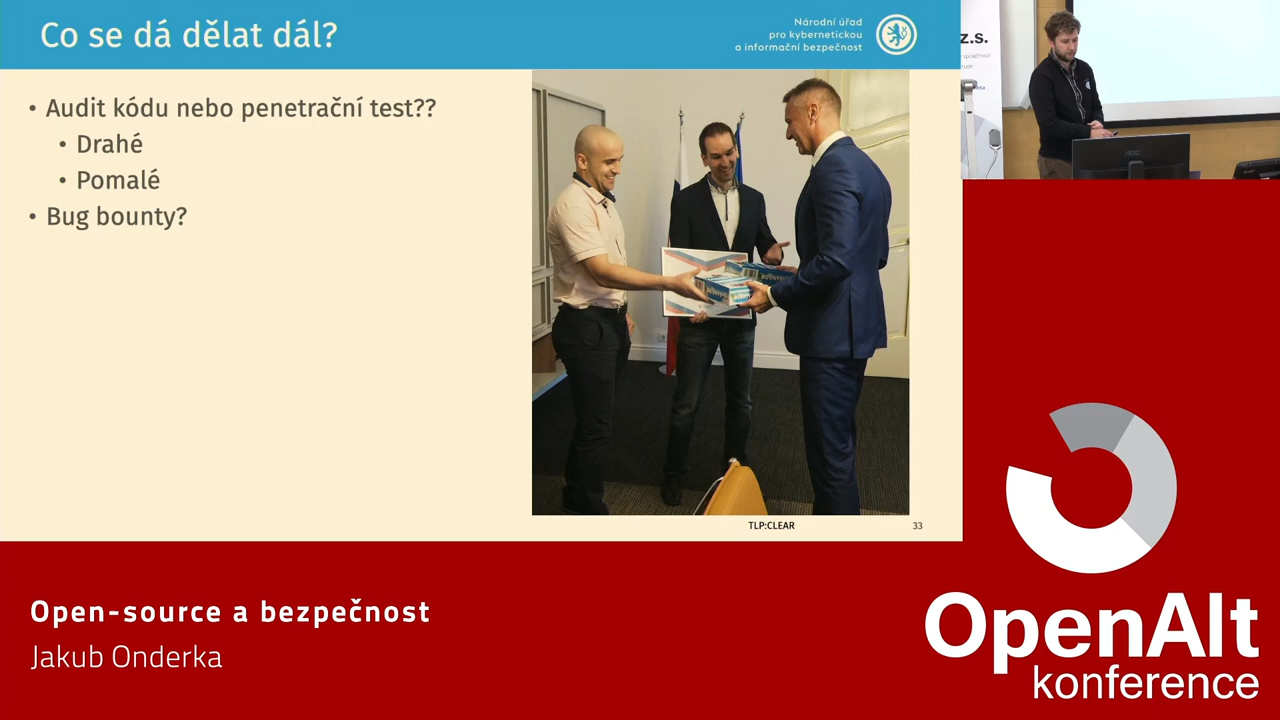 Co se dá dělat dál?
Národní úřad
pro kybernetickou
a informační bezpečnost
• Audit kódu nebo penetrační test??
• Drahé
• Pomalé
• Bug bounty?
TLP:CLEAR
33
z.s.
AOC
Open-source a bezpečnost
Jakub Onderka
OpenAlt
konference